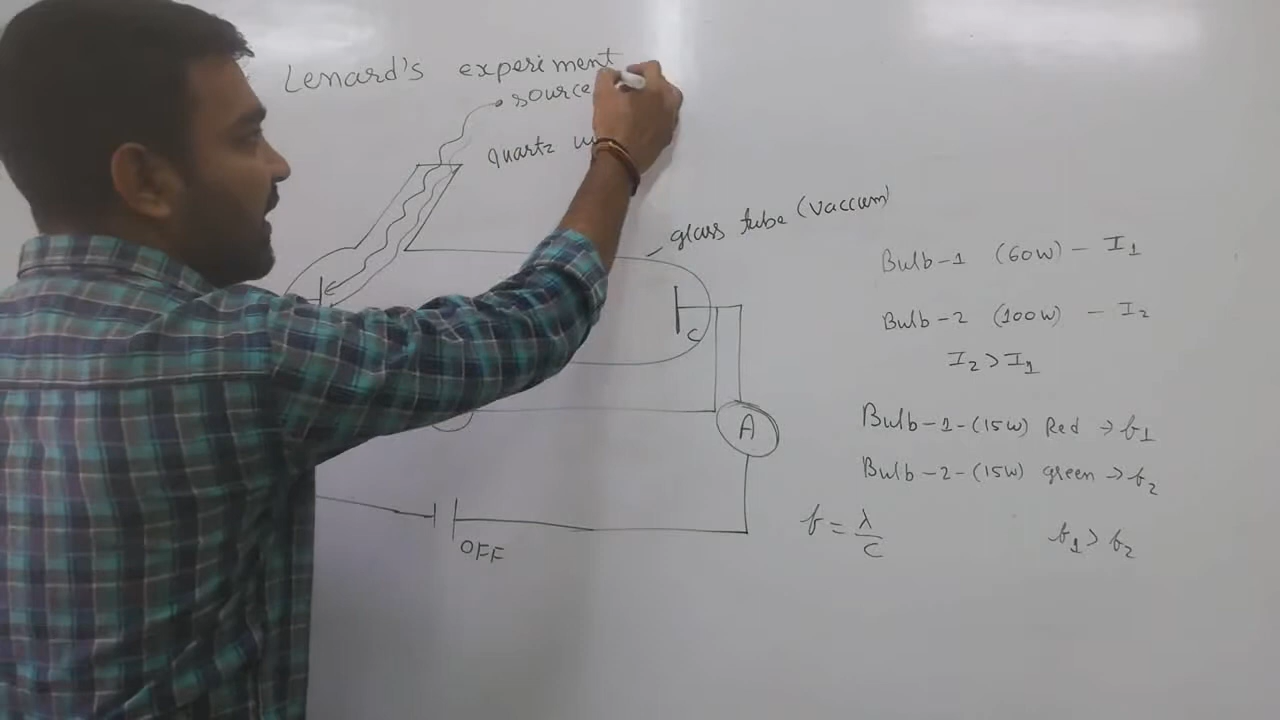 Lenard's experiment
source
quartz
glass tube (vaccum)
C
A
OFF
Bulb-1 (60W) - I1
Bulb-2 (100W) - I2
I2 > I1
Bulb-1-(15W) Red → f1
Bulb-2-(15W) green → f2
f = λ/c
f1 > f2